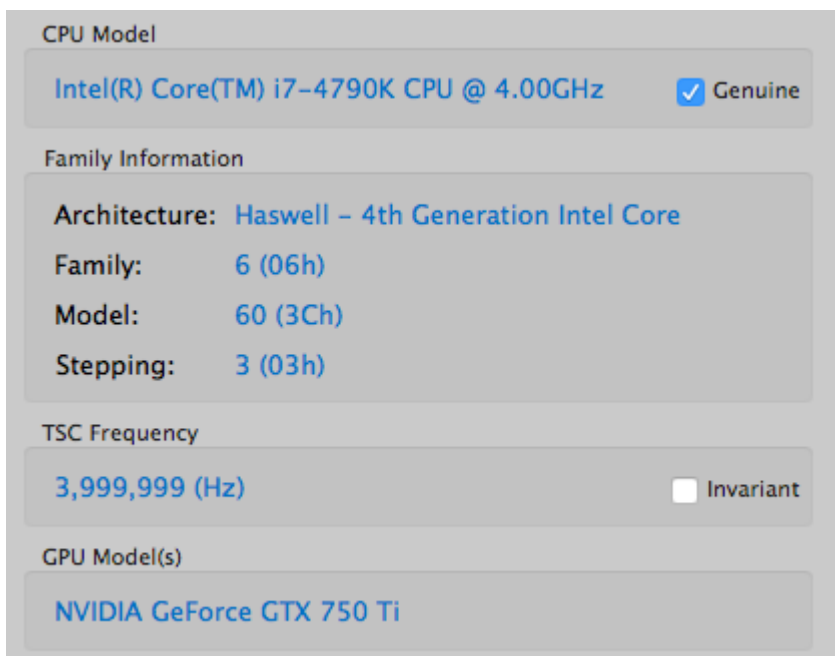 CPU Model
Intel(R) Core(TM) i7-4790K CPU @ 4.00GHz Genuine
Family Information
Architecture: Haswell - 4th Generation Intel Core
Family: 6 (06h)
Model: 60 (3Ch)
Stepping: 3 (03h)
TSC Frequency
3,999,999 (Hz) Invariant
GPU Model(s)
NVIDIA GeForce GTX 750 Ti